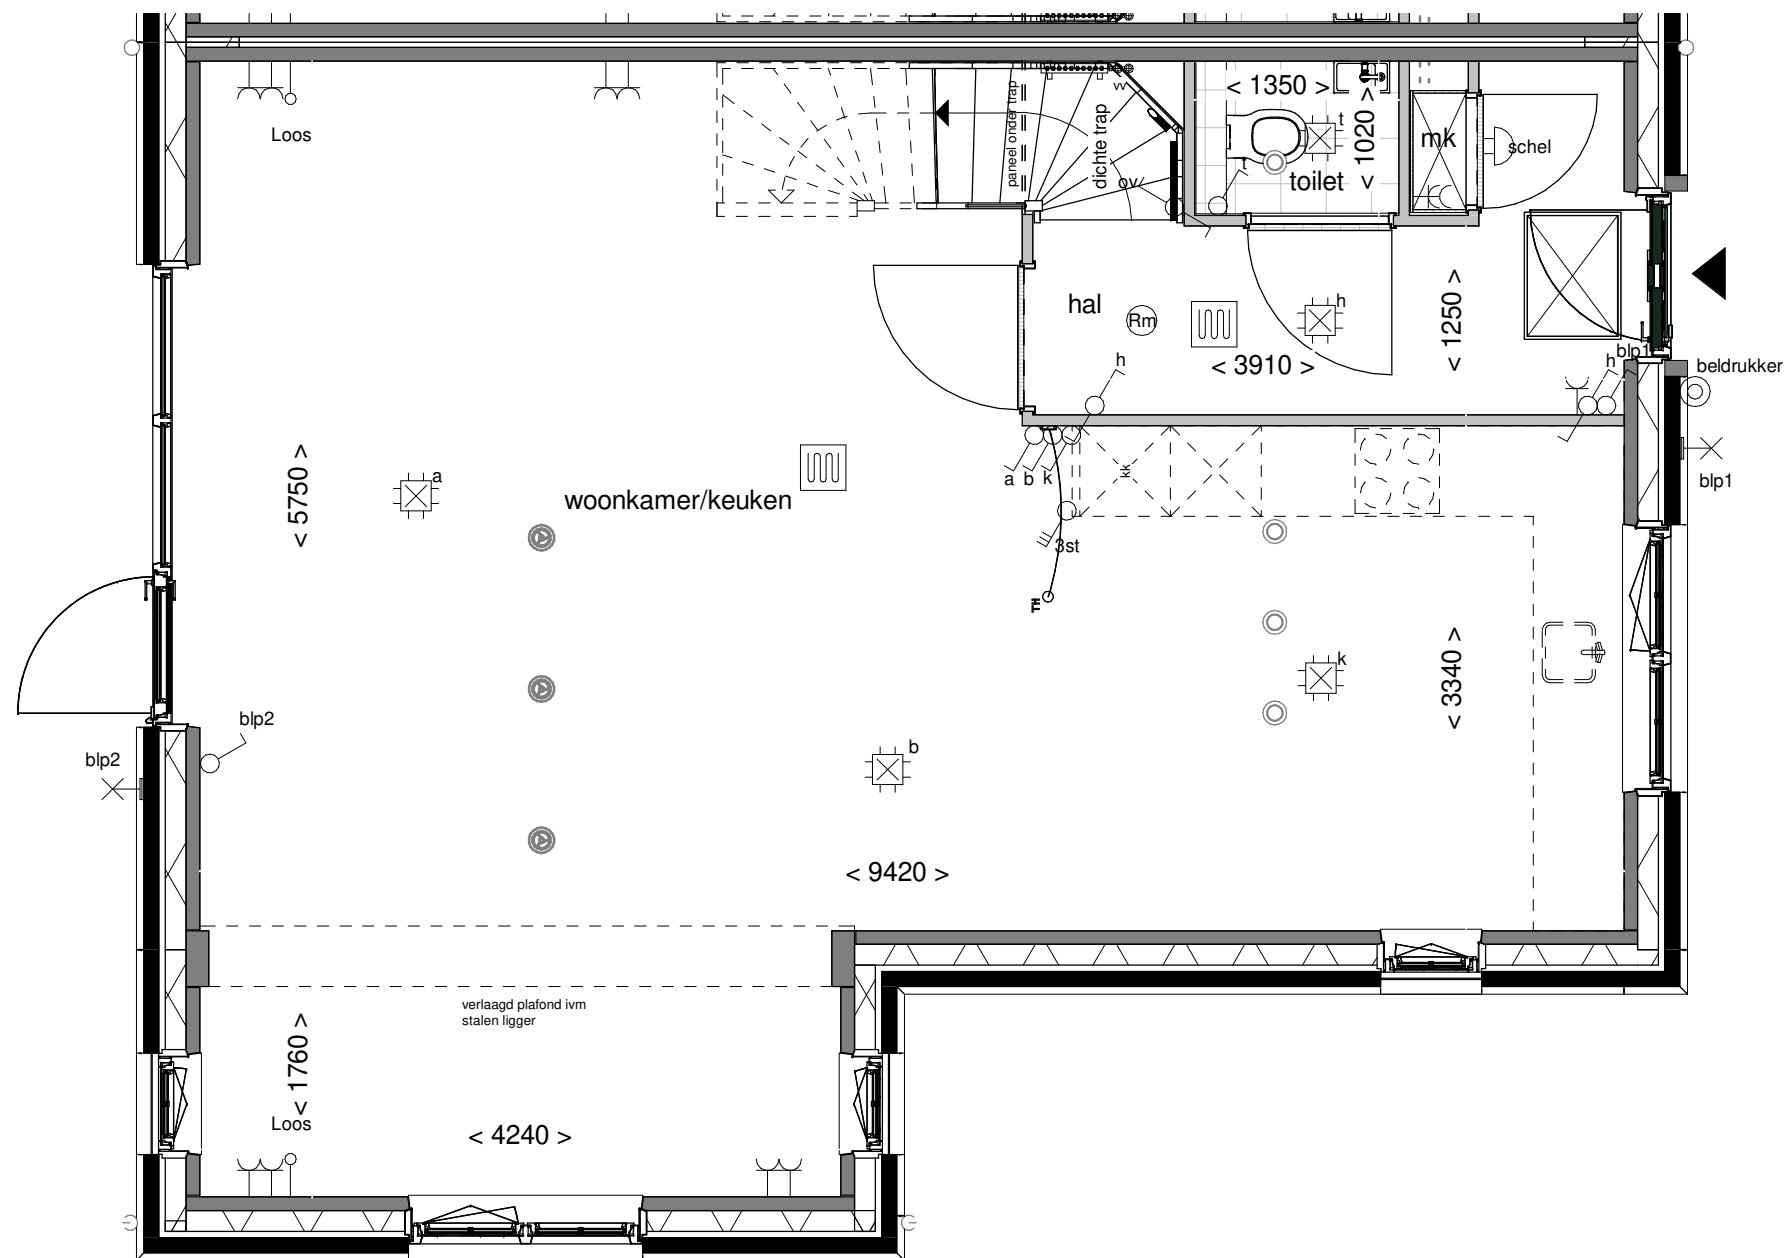 Loos
paneel onder trap
dichte trap
ov
< 1350 >
< 1020 >
t
t
toilet
mk
schel
hal
Rm
h
< 3910 >
< 1250 >
h
h
blp1
beldrukker
blp1
< 5750 >
a
woonkamer/keuken
a
b
k
kk
3st
TH
k
< 3340 >
blp2
blp2
b
< 9420 >
verlaagd plafond ivm
stalen ligger
< 1760 >
Loos
< 4240 >